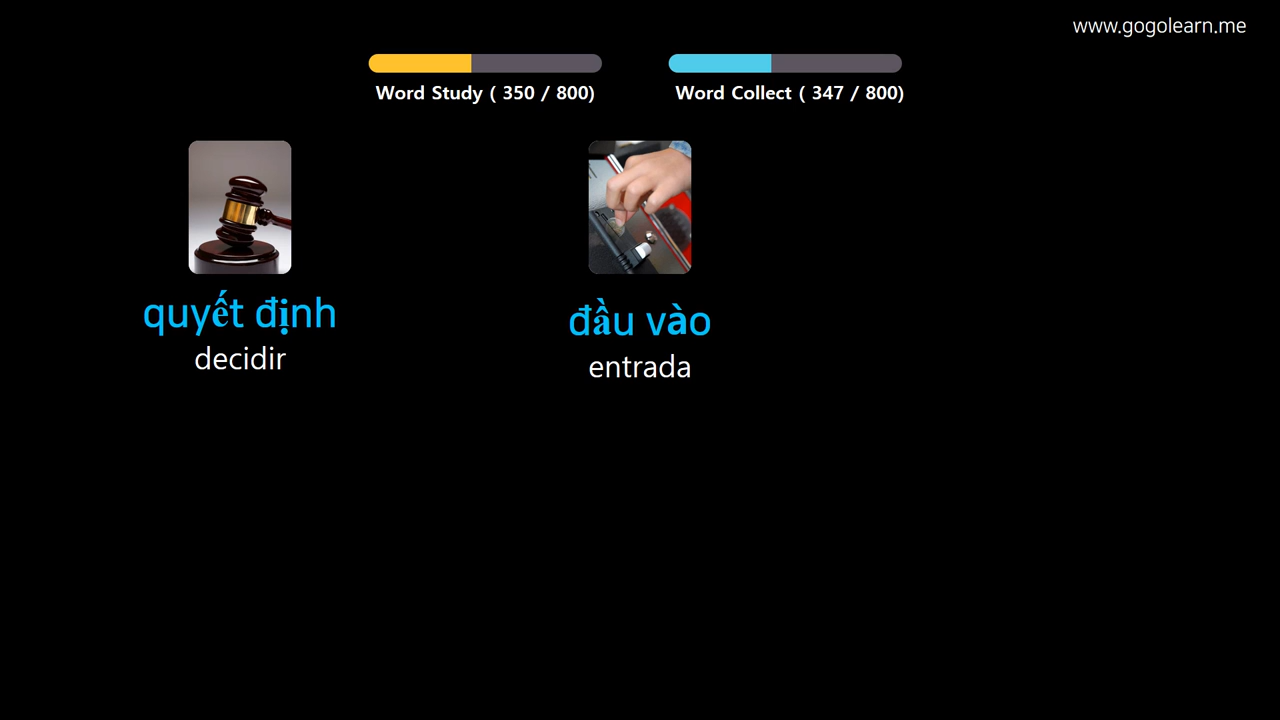 www.gogolearn.me
Word Study ( 350 / 800)
Word Collect ( 347 / 800)
quyết định
decidir
đầu vào
entrada